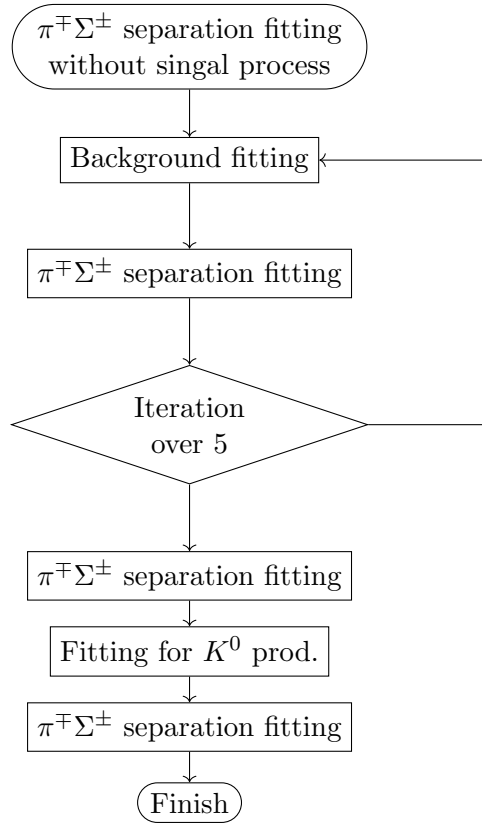 π∓Σ± separation fitting
without singal process
Background fitting
π∓Σ± separation fitting
Iteration
over 5
π∓Σ± separation fitting
Fitting for K⁰ prod.
π∓Σ± separation fitting
Finish